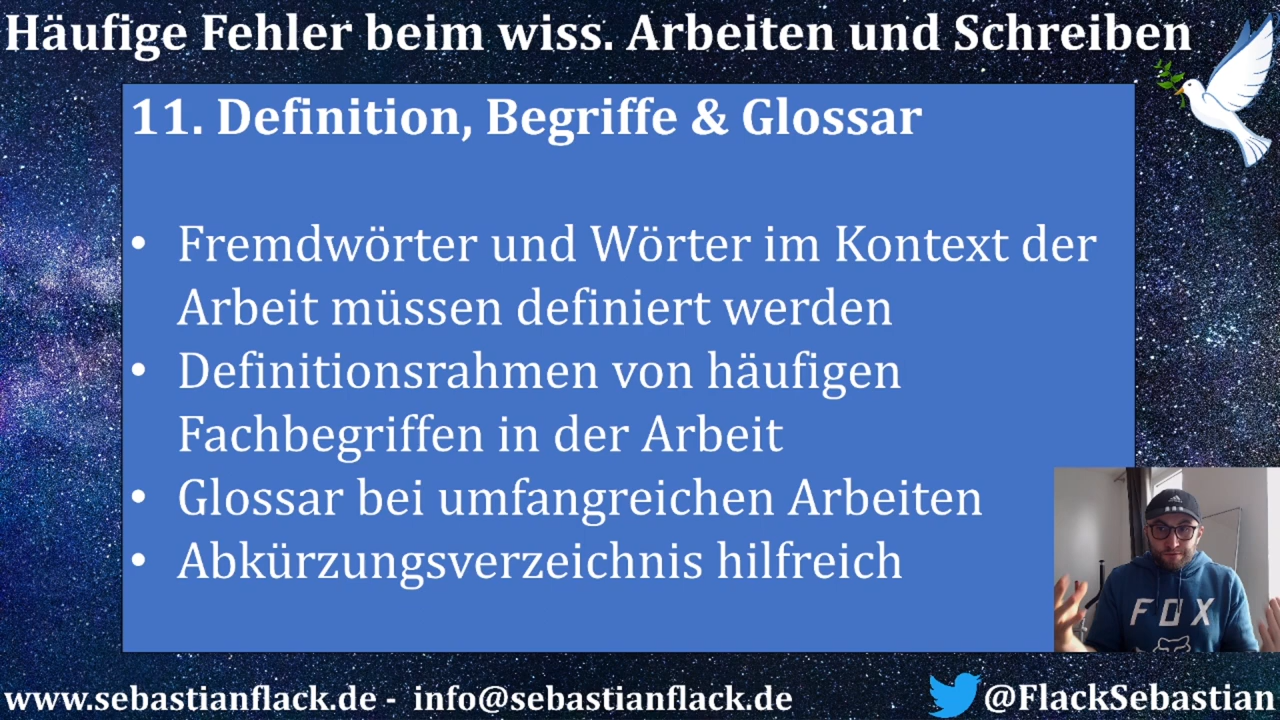 Häufige Fehler beim wiss. Arbeiten und Schreiben
11. Definition, Begriffe & Glossar
• Fremdwörter und Wörter im Kontext der
Arbeit müssen definiert werden
• Definitionsrahmen von häufigen
Fachbegriffen in der Arbeit
• Glossar bei umfangreichen Arbeiten
• Abkürzungsverzeichnis hilfreich
FOX
www.sebastianflack.de - info@sebastianflack.de
@FlackSebastian